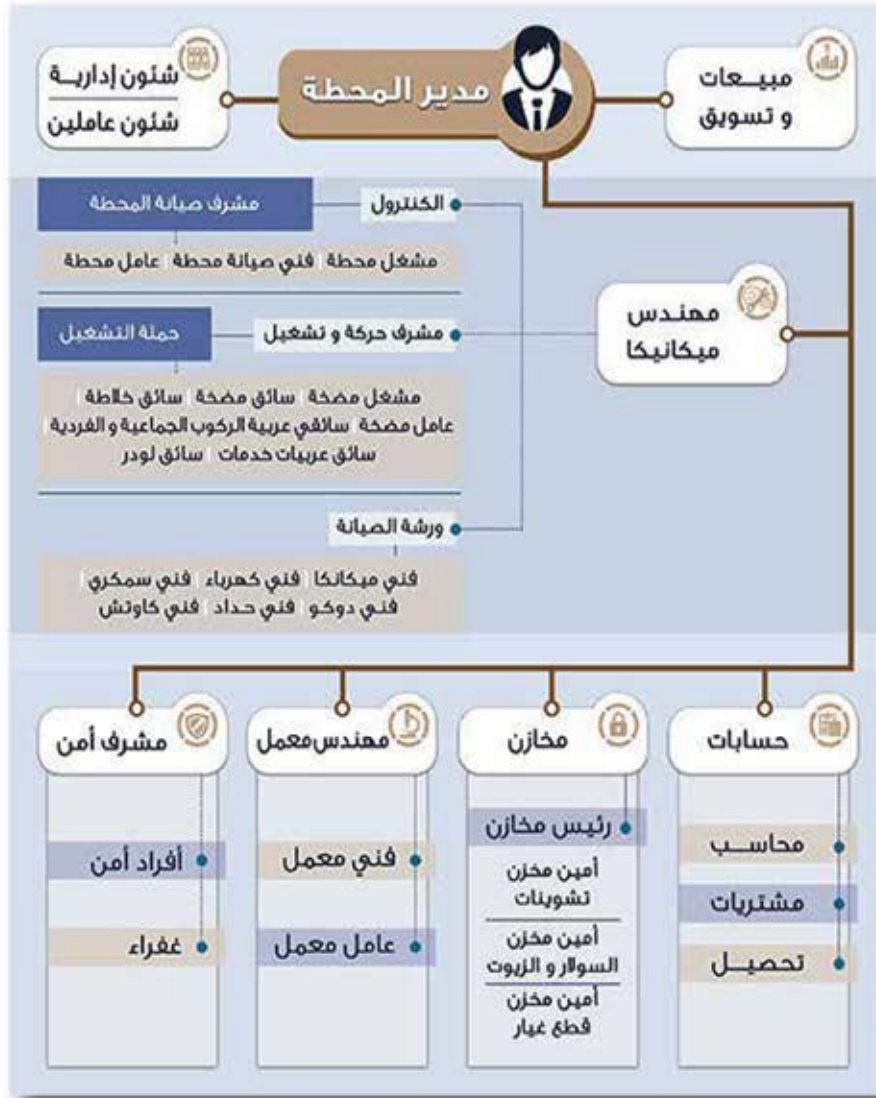 مبيــعات
و تسويق
مدير المحطة
شئون إداريـة
شئون عاملين
الكنترول
مشرف صيانة المحطة
مشغل محطة | فني صيانة محطة | عامل محطة
مهندس
ميكانيكا
مشرف حركة و تشغيل
حملة التشغيل
مشغل مضخة | سائق مضخة | سائق خلاطة |
عامل مضخة | سائقي عربية الركوب الجماعية و الفردية |
سائق عربيات خدمات | سائق لودر
ورشة الصيانة
فني ميكانكا | فني كهرباء | فني سمكري |
فني دوكو | فني حداد | فني كاوتش
حسابات
محاســب
مشتريات
تحصيــل
مخازن
رئيس مخازن
أمين مخزن
تشوينات
أمين مخزن
السولار و الزيوت
أمين مخزن
قطع غيار
مهندس معمل
فني معمل
عامل معمل
مشرف أمن
أفراد أمن
غفراء